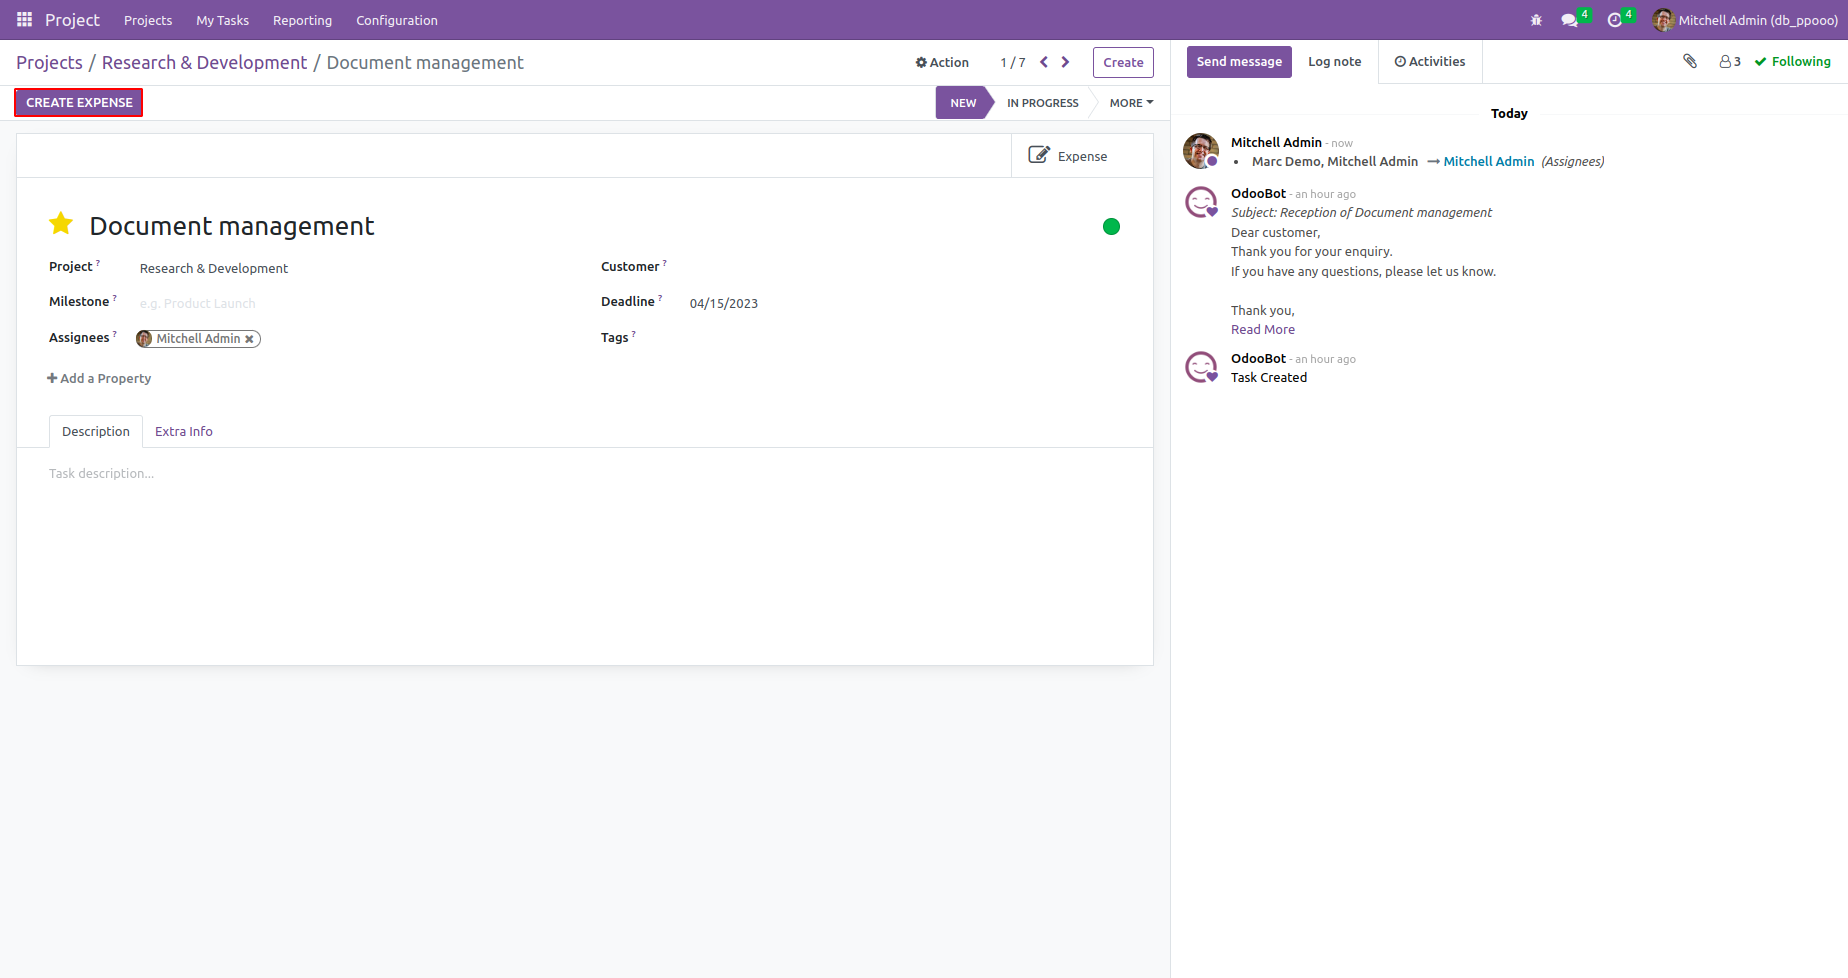 Project Projects My Tasks Reporting Configuration 4 4 Mitchell Admin (db_ppooo)
Projects / Research & Development / Document management Action 1 / 7 Create
CREATE EXPENSE NEW IN PROGRESS MORE
Expense
Document management
Project ? Research & Development Customer ?
Milestone ? e.g. Product Launch Deadline ? 04/15/2023
Assignees ? Mitchell Admin Tags ?
Add a Property
Description Extra Info
Task description...
Send message Log note Activities 3 Following
Today
Mitchell Admin - now
• Marc Demo, Mitchell Admin → Mitchell Admin (Assignees)
OdooBot - an hour ago
Subject: Reception of Document management
Dear customer,
Thank you for your enquiry.
If you have any questions, please let us know.
Thank you,
Read More
OdooBot - an hour ago
Task Created